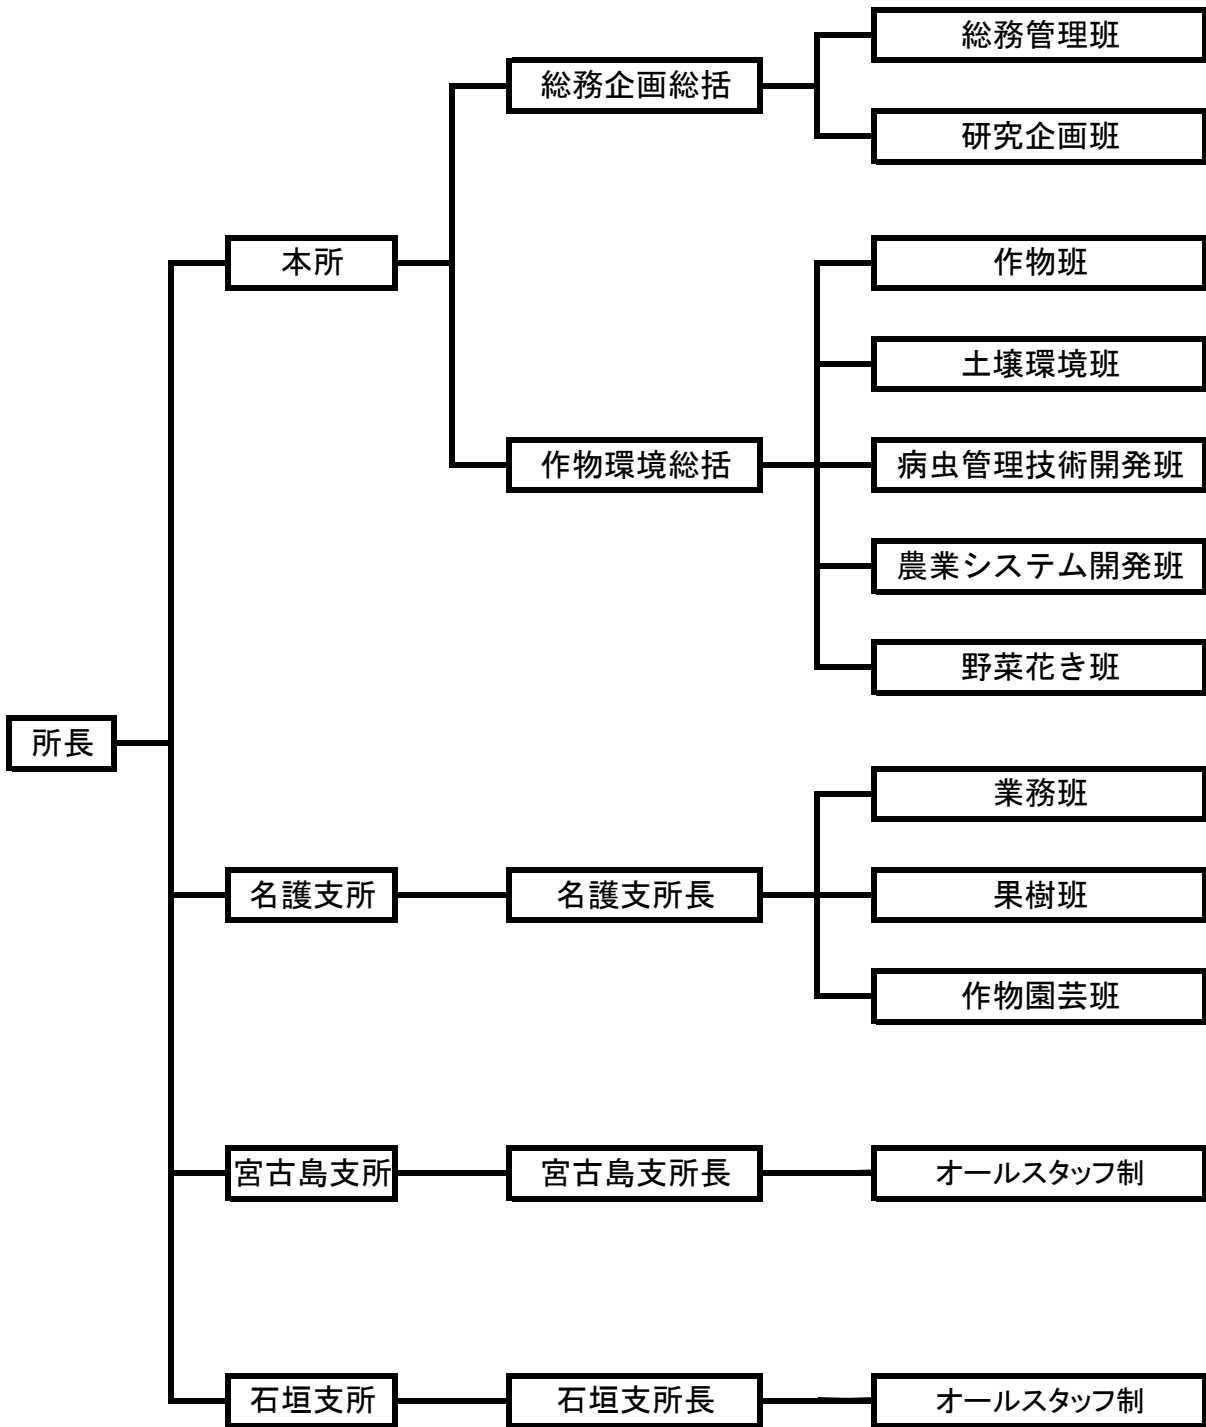 総務管理班
総務企画総括
研究企画班
本所
作物班
土壌環境班
作物環境総括
病虫管理技術開発班
農業システム開発班
野菜花き班
所長
業務班
名護支所
名護支所長
果樹班
作物園芸班
宮古島支所
宮古島支所長
オールスタッフ制
石垣支所
石垣支所長
オールスタッフ制